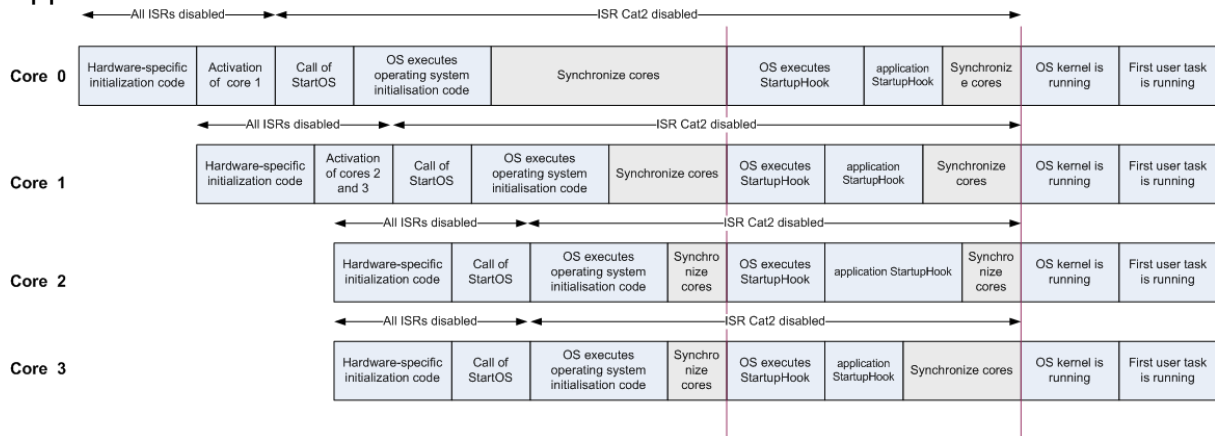 All ISRs disabled
ISR Cat2 disabled
Core 0
Hardware-specific
initialization code
Activation
of core 1
Call of
StartOS
OS executes
operating system
initialisation code
Synchronize cores
OS executes
StartupHook
application
StartupHook
Synchroniz
e cores
OS kernel is
running
First user task
is running
All ISRs disabled
ISR Cat2 disabled
Core 1
Hardware-specific
initialization code
Activation
of cores 2
and 3
Call of
StartOS
OS executes
operating system
initialisation code
Synchronize cores
OS executes
StartupHook
application
StartupHook
Synchronize
cores
OS kernel is
running
First user task
is running
All ISRs disabled
ISR Cat2 disabled
Core 2
Hardware-specific
initialization code
Call of
StartOS
OS executes
operating system
initialisation code
Synchro
nize
cores
OS executes
StartupHook
application StartupHook
Synchro
nize
cores
OS kernel is
running
First user task
is running
All ISRs disabled
ISR Cat2 disabled
Core 3
Hardware-specific
initialization code
Call of
StartOS
OS executes
operating system
initialisation code
Synchro
nize
cores
OS executes
StartupHook
application
StartupHook
Synchronize cores
OS kernel is
running
First user task
is running